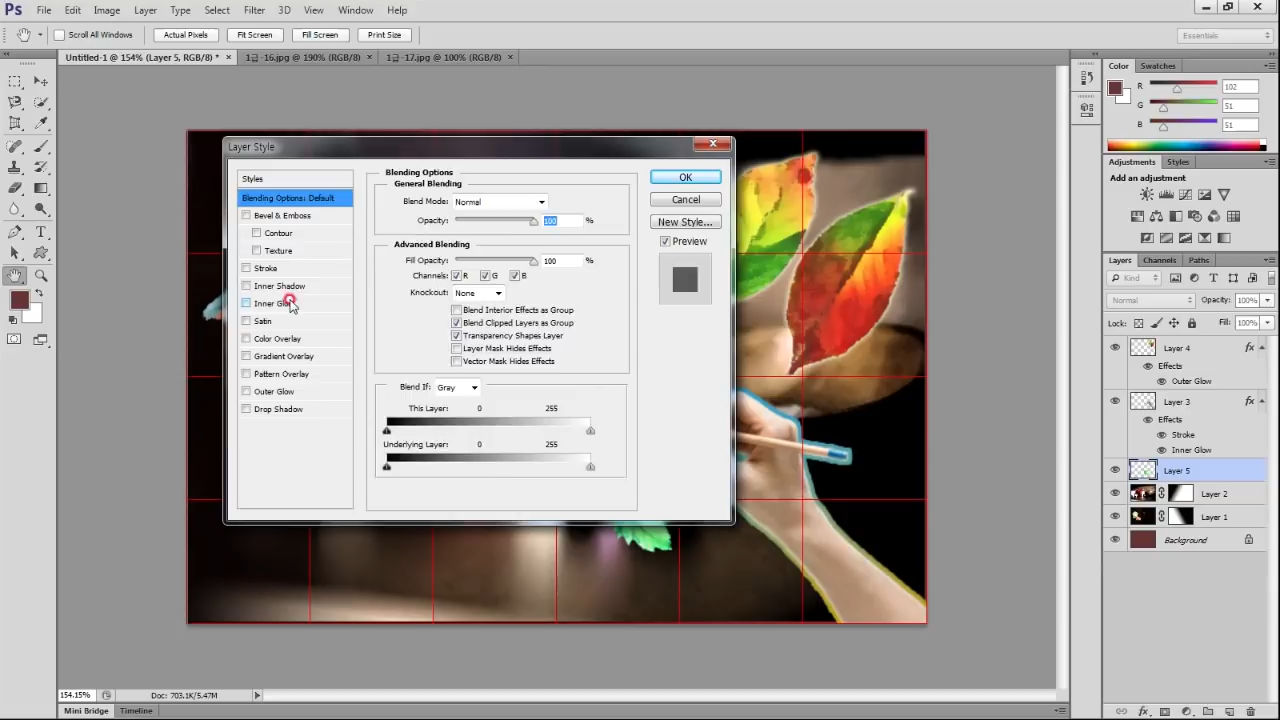 Ps File Edit Image Layer Type Select Filter 3D View Window Help
Scroll All Windows Actual Pixels Fit Screen Fill Screen Print Size Essentials
Untitled-1 @ 154% (Layer 5, RGB/8) * × 1급-16.jpg @ 190% (RGB/8) × 1급-17.jpg @ 100% (RGB/8) ×
Layer Style
Styles
Blending Options: Default
Bevel & Emboss
Contour
Texture
Stroke
Inner Shadow
Inner Glow
Satin
Color Overlay
Gradient Overlay
Pattern Overlay
Outer Glow
Drop Shadow
Blending Options
General Blending
Blend Mode: Normal
Opacity: 100 %
Advanced Blending
Fill Opacity: 100 %
Channels: R G B
Knockout: None
Blend Interior Effects as Group
Blend Clipped Layers as Group
Transparency Shapes Layer
Layer Mask Hides Effects
Vector Mask Hides Effects
Blend If: Gray
This Layer: 0 255
Underlying Layer: 0 255
OK
Cancel
New Style...
Preview
Color Swatches
R 102
G 51
B 51
Adjustments Styles
Add an adjustment
Layers Channels Paths
Kind
Normal Opacity: 100%
Lock: Fill: 100%
Layer 4 fx
Effects
Outer Glow
Layer 3 fx
Effects
Stroke
Inner Glow
Layer 5
Layer 2
Layer 1
Background
154.15% Doc: 703.1K/5.47M
Mini Bridge Timeline